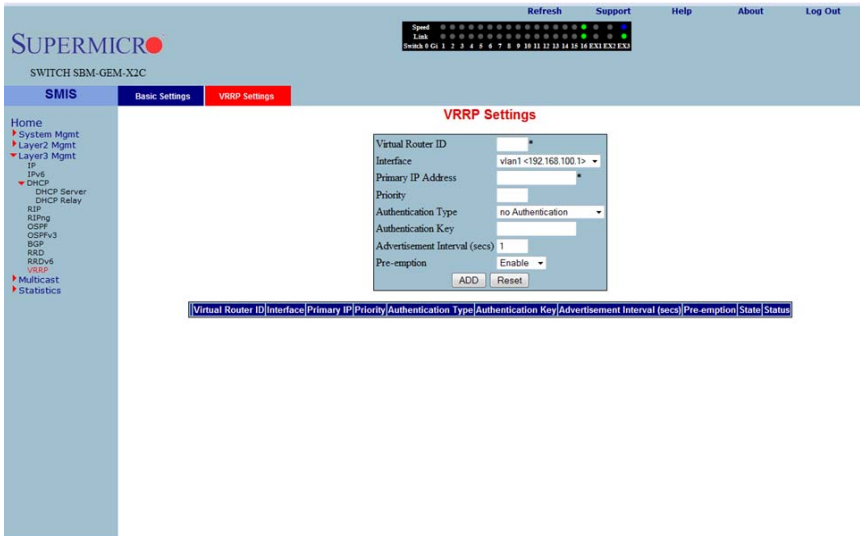 Refresh Support Help About Log Out
SUPERMICRO
Speed
Link
Switch 0 Gi 1 2 3 4 5 6 7 8 9 10 11 12 13 14 15 16 EX1 EX2 EX3
SWITCH SBM-GEM-X2C
SMIS
Basic Settings VRRP Settings
Home
System Mgmt
Layer2 Mgmt
Layer3 Mgmt
IP
IPv6
DHCP
DHCP Server
DHCP Relay
RIP
RIPng
OSPF
OSPFv3
BGP
RRD
RRDv6
VRRP
Multicast
Statistics
VRRP Settings
Virtual Router ID *
Interface vlan1 <192.168.100.1>
Primary IP Address *
Priority
Authentication Type no Authentication
Authentication Key
Advertisement Interval (secs) 1
Pre-emption Enable
ADD Reset
Virtual Router ID Interface Primary IP Priority Authentication Type Authentication Key Advertisement Interval (secs) Pre-emption State Status